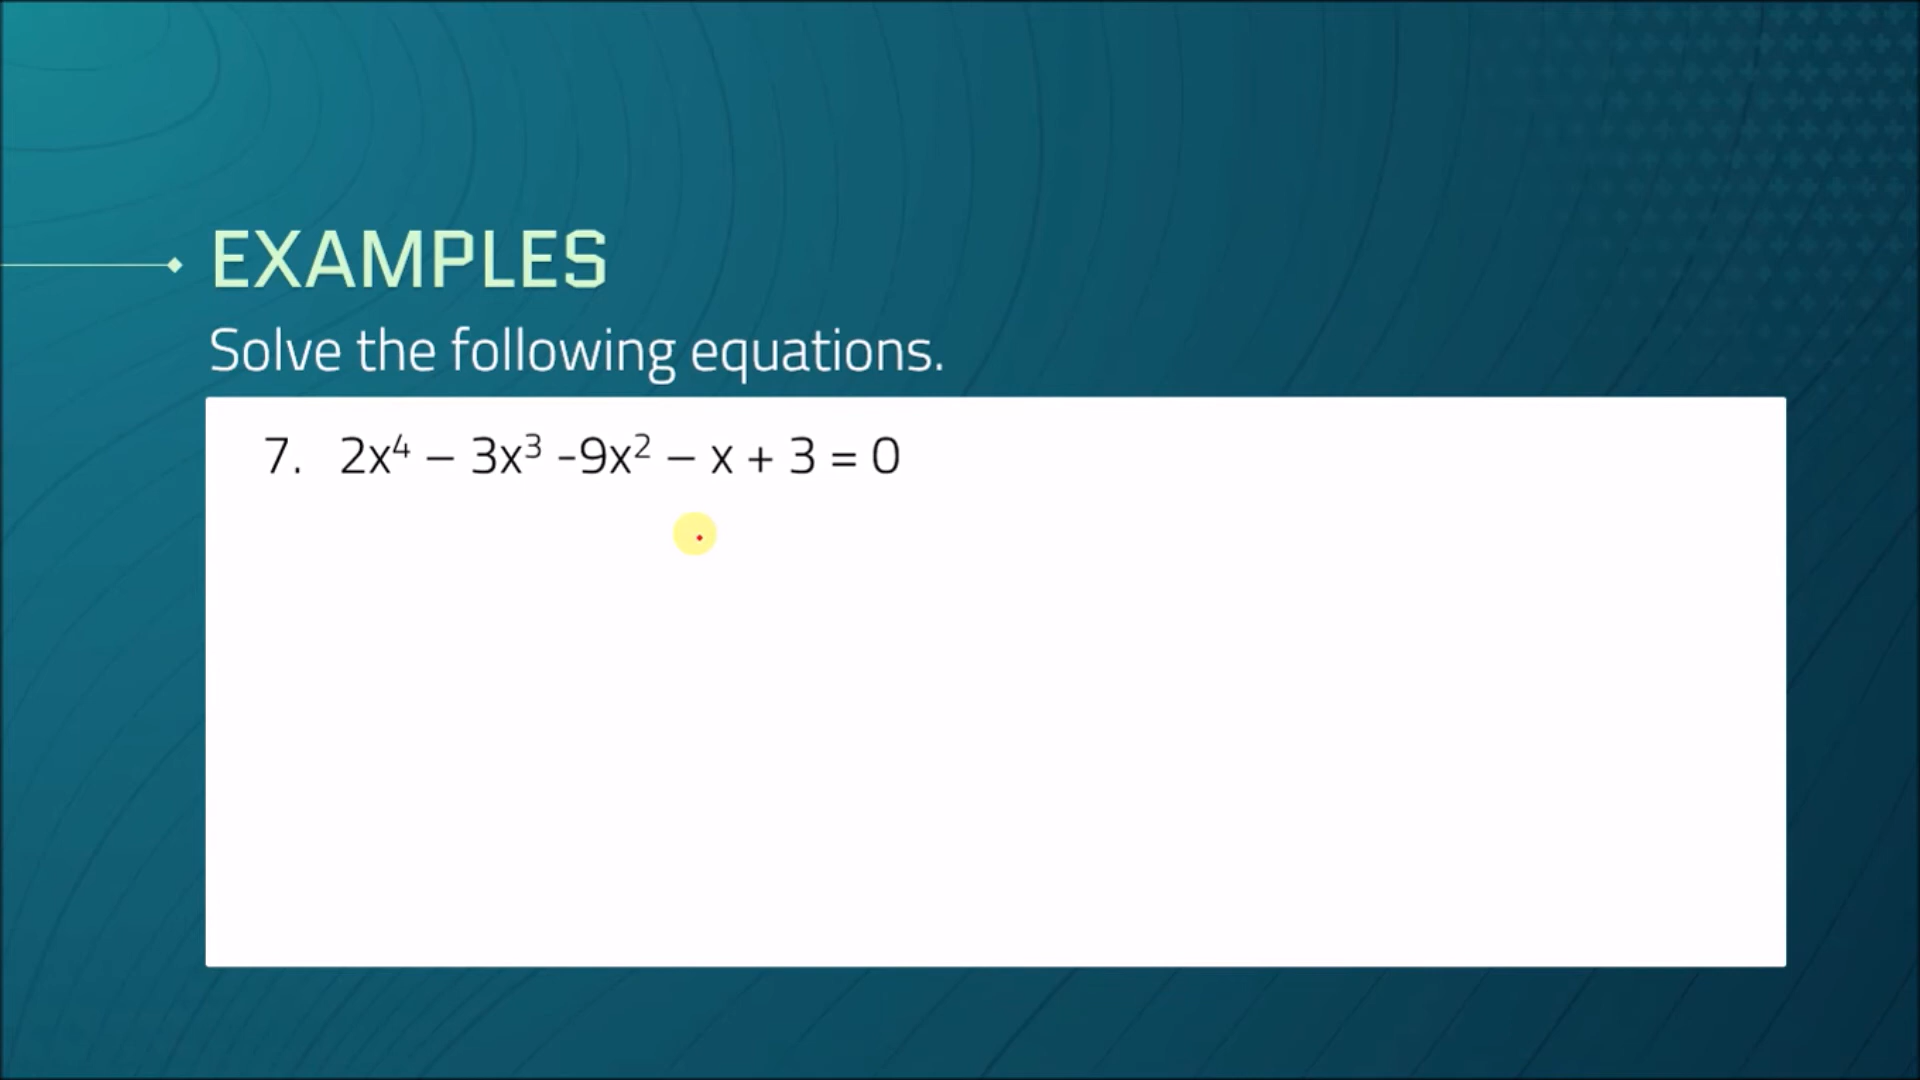 EXAMPLES
Solve the following equations.
7. 2x⁴ – 3x³ -9x² – x + 3 = 0